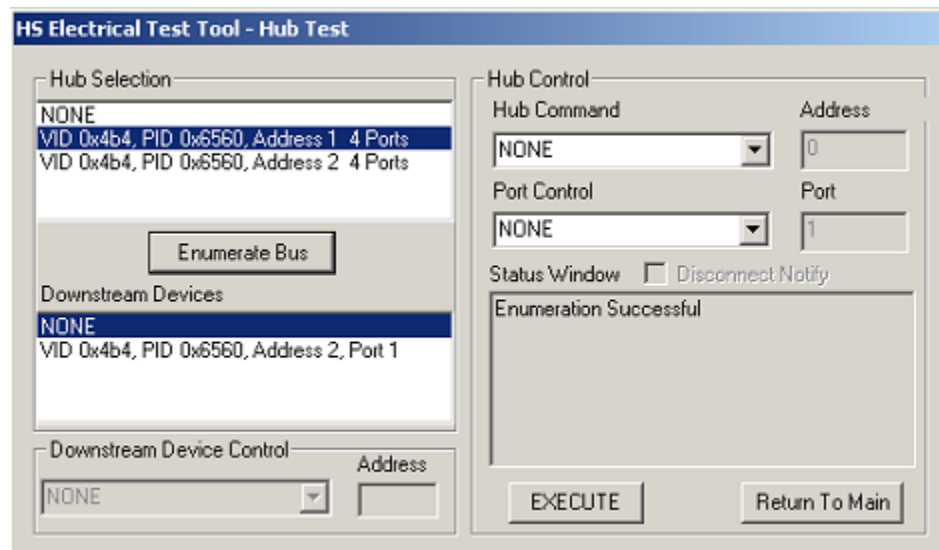 HS Electrical Test Tool - Hub Test
Hub Selection
NONE
VID 0x4b4, PID 0x6560, Address 1 4 Ports
VID 0x4b4, PID 0x6560, Address 2 4 Ports
Enumerate Bus
Downstream Devices
NONE
VID 0x4b4, PID 0x6560, Address 2, Port 1
Downstream Device Control
Address
NONE
Hub Control
Hub Command
Address
NONE
0
Port Control
Port
NONE
1
Status Window
Disconnect Notify
Enumeration Successful
EXECUTE
Return To Main